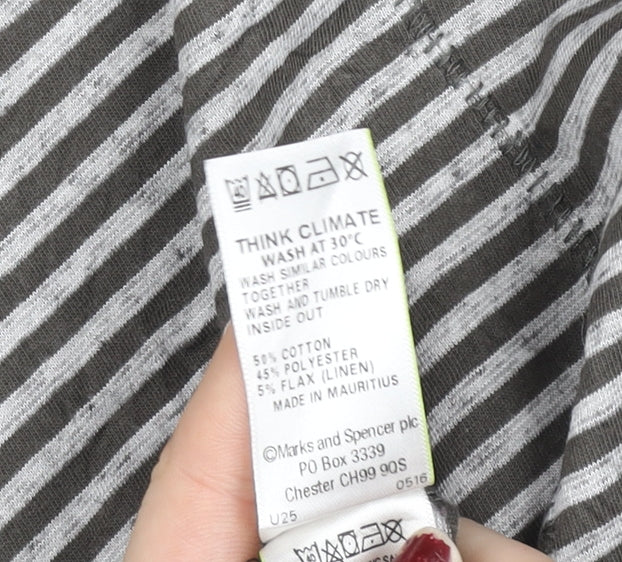 THINK CLIMATE
WASH AT 30°C
WASH SIMILAR COLOURS
TOGETHER
WASH AND TUMBLE DRY
INSIDE OUT
50% COTTON
45% POLYESTER
5% FLAX (LINEN)
MADE IN MAURITIUS
©Marks and Spencer plc
PO Box 3339
Chester CH99 9QS
0516
U25